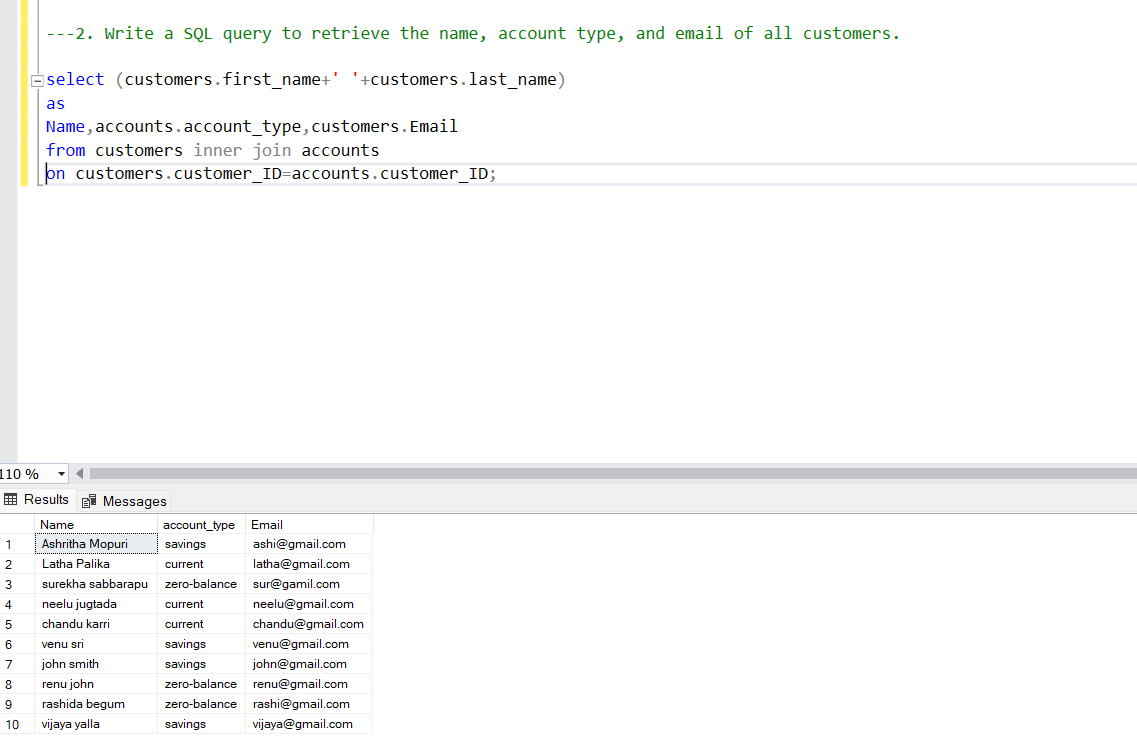 ---2. Write a SQL query to retrieve the name, account type, and email of all customers.
select (customers.first_name+' '+customers.last_name)
as
Name,accounts.account_type,customers.Email
from customers inner join accounts
on customers.customer_ID=accounts.customer_ID;
110 %
Results Messages
Name account_type Email
1 Ashritha Mopuri savings ashi@gmail.com
2 Latha Palika current latha@gmail.com
3 surekha sabbarapu zero-balance sur@gamil.com
4 neelu jugtada current neelu@gmail.com
5 chandu karri current chandu@gmail.com
6 venu sri savings venu@gmail.com
7 john smith savings john@gmail.com
8 renu john zero-balance renu@gmail.com
9 rashida begum zero-balance rashi@gmail.com
10 vijaya yalla savings vijaya@gmail.com